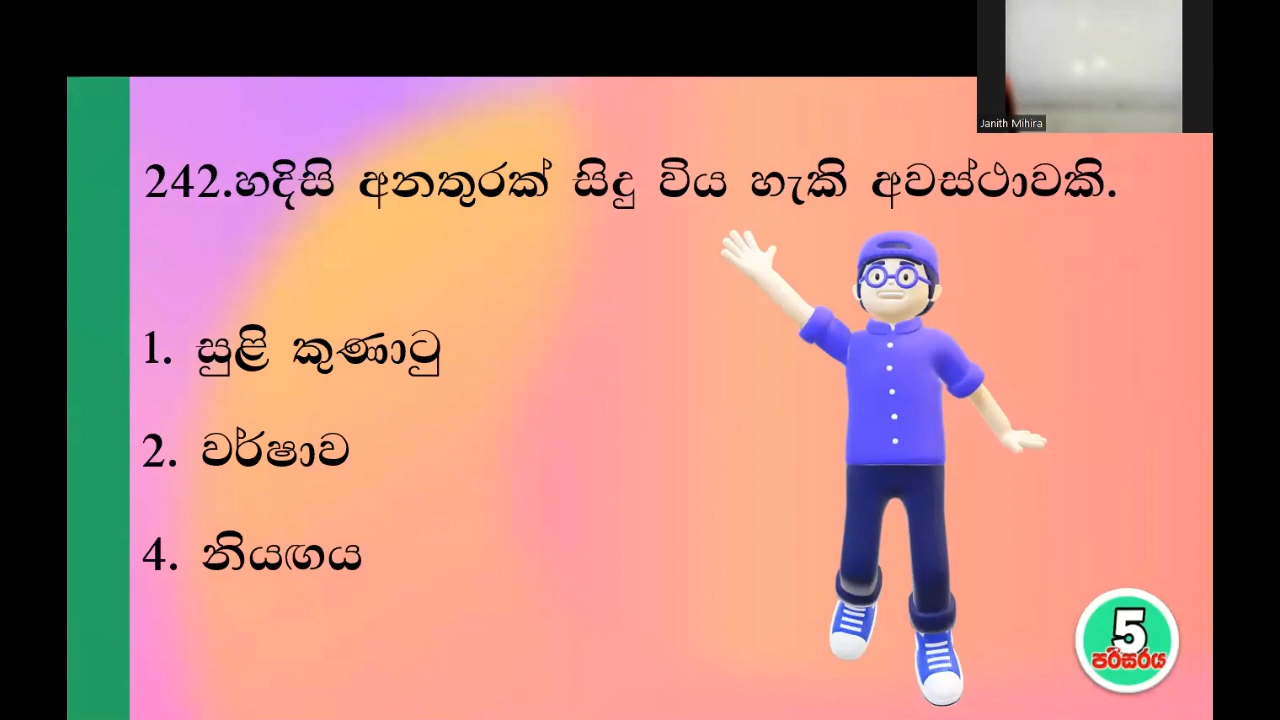 Janith Mihira
242.හදිසි අනතුරක් සිදු විය හැකි අවස්ථාවකි.
1. සුළි කුණාටු
2. වර්ෂාව
4. නියඟය
5
පරිසරය